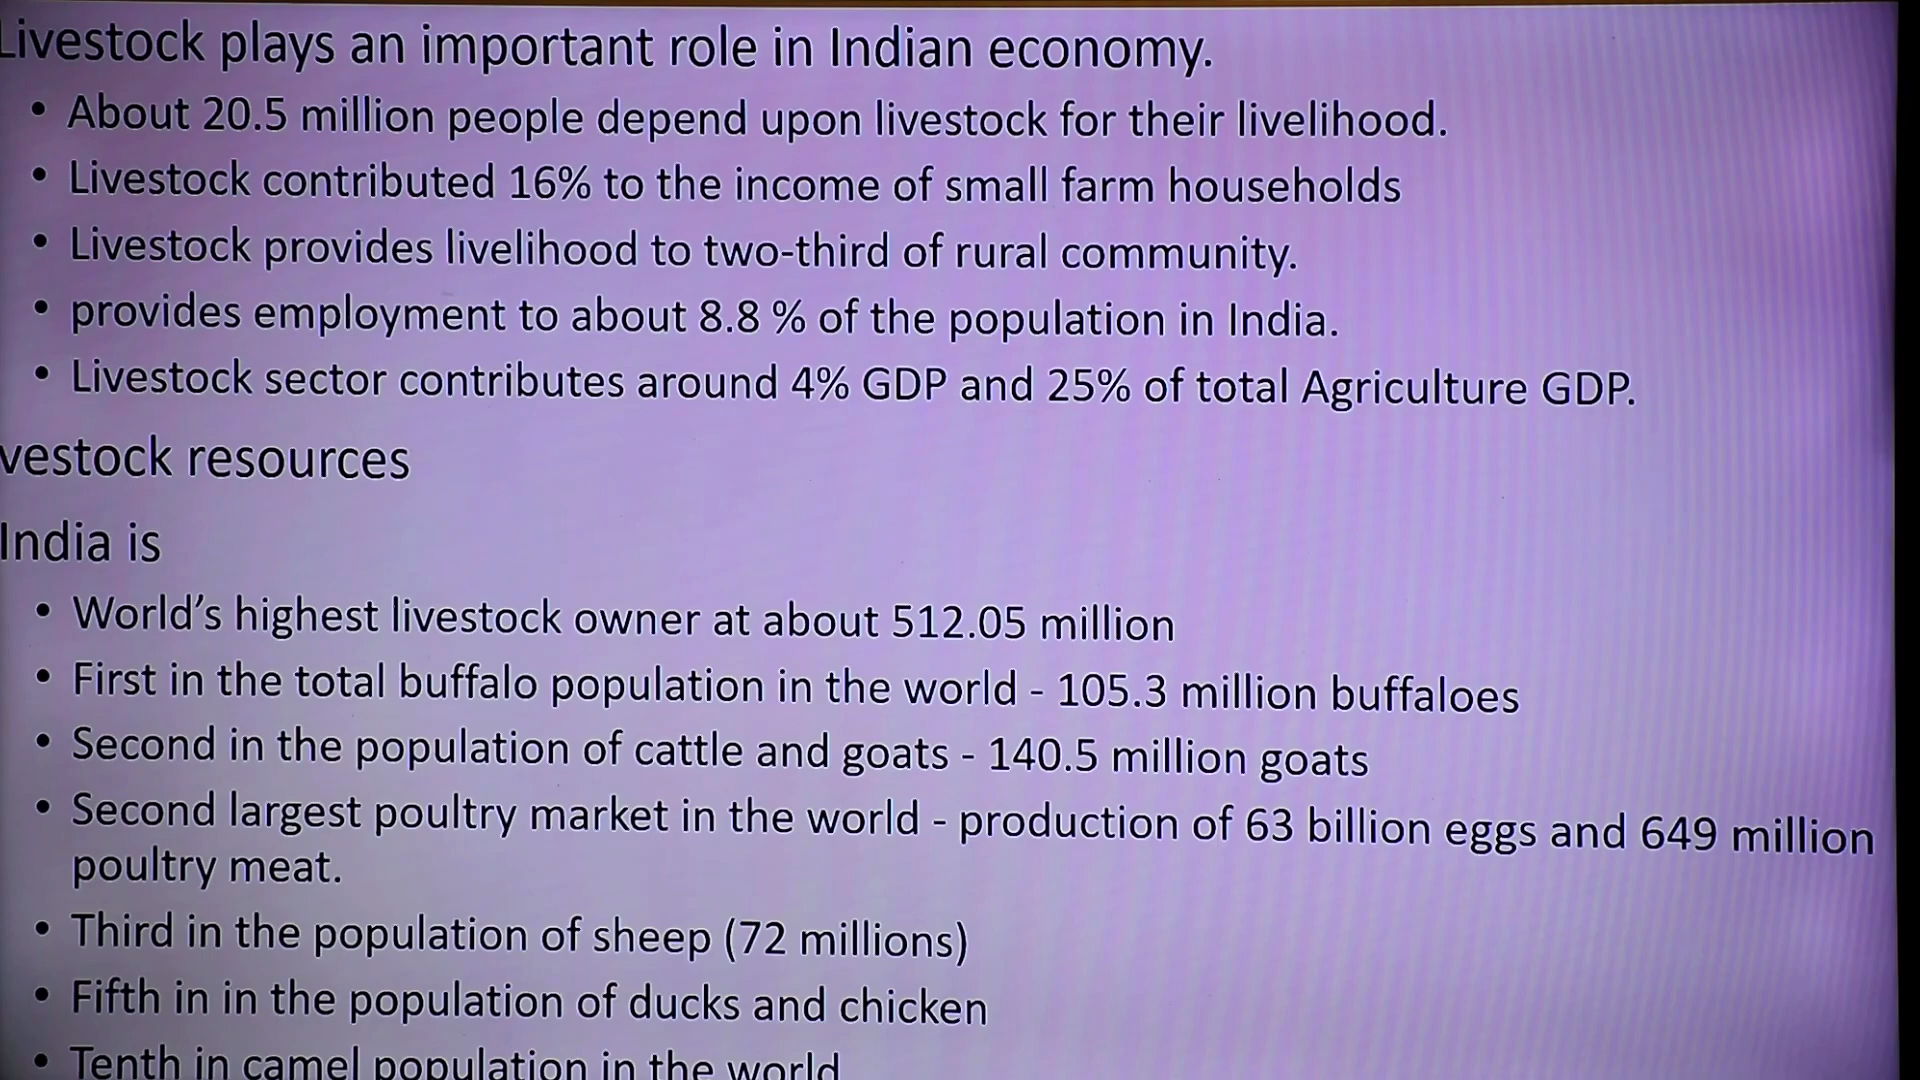 Livestock plays an important role in Indian economy.
• About 20.5 million people depend upon livestock for their livelihood.
• Livestock contributed 16% to the income of small farm households
• Livestock provides livelihood to two-third of rural community.
• provides employment to about 8.8 % of the population in India.
• Livestock sector contributes around 4% GDP and 25% of total Agriculture GDP.
vestock resources
India is
• World’s highest livestock owner at about 512.05 million
• First in the total buffalo population in the world - 105.3 million buffaloes
• Second in the population of cattle and goats - 140.5 million goats
• Second largest poultry market in the world - production of 63 billion eggs and 649 million
poultry meat.
• Third in the population of sheep (72 millions)
• Fifth in in the population of ducks and chicken
• Tenth in camel population in the world